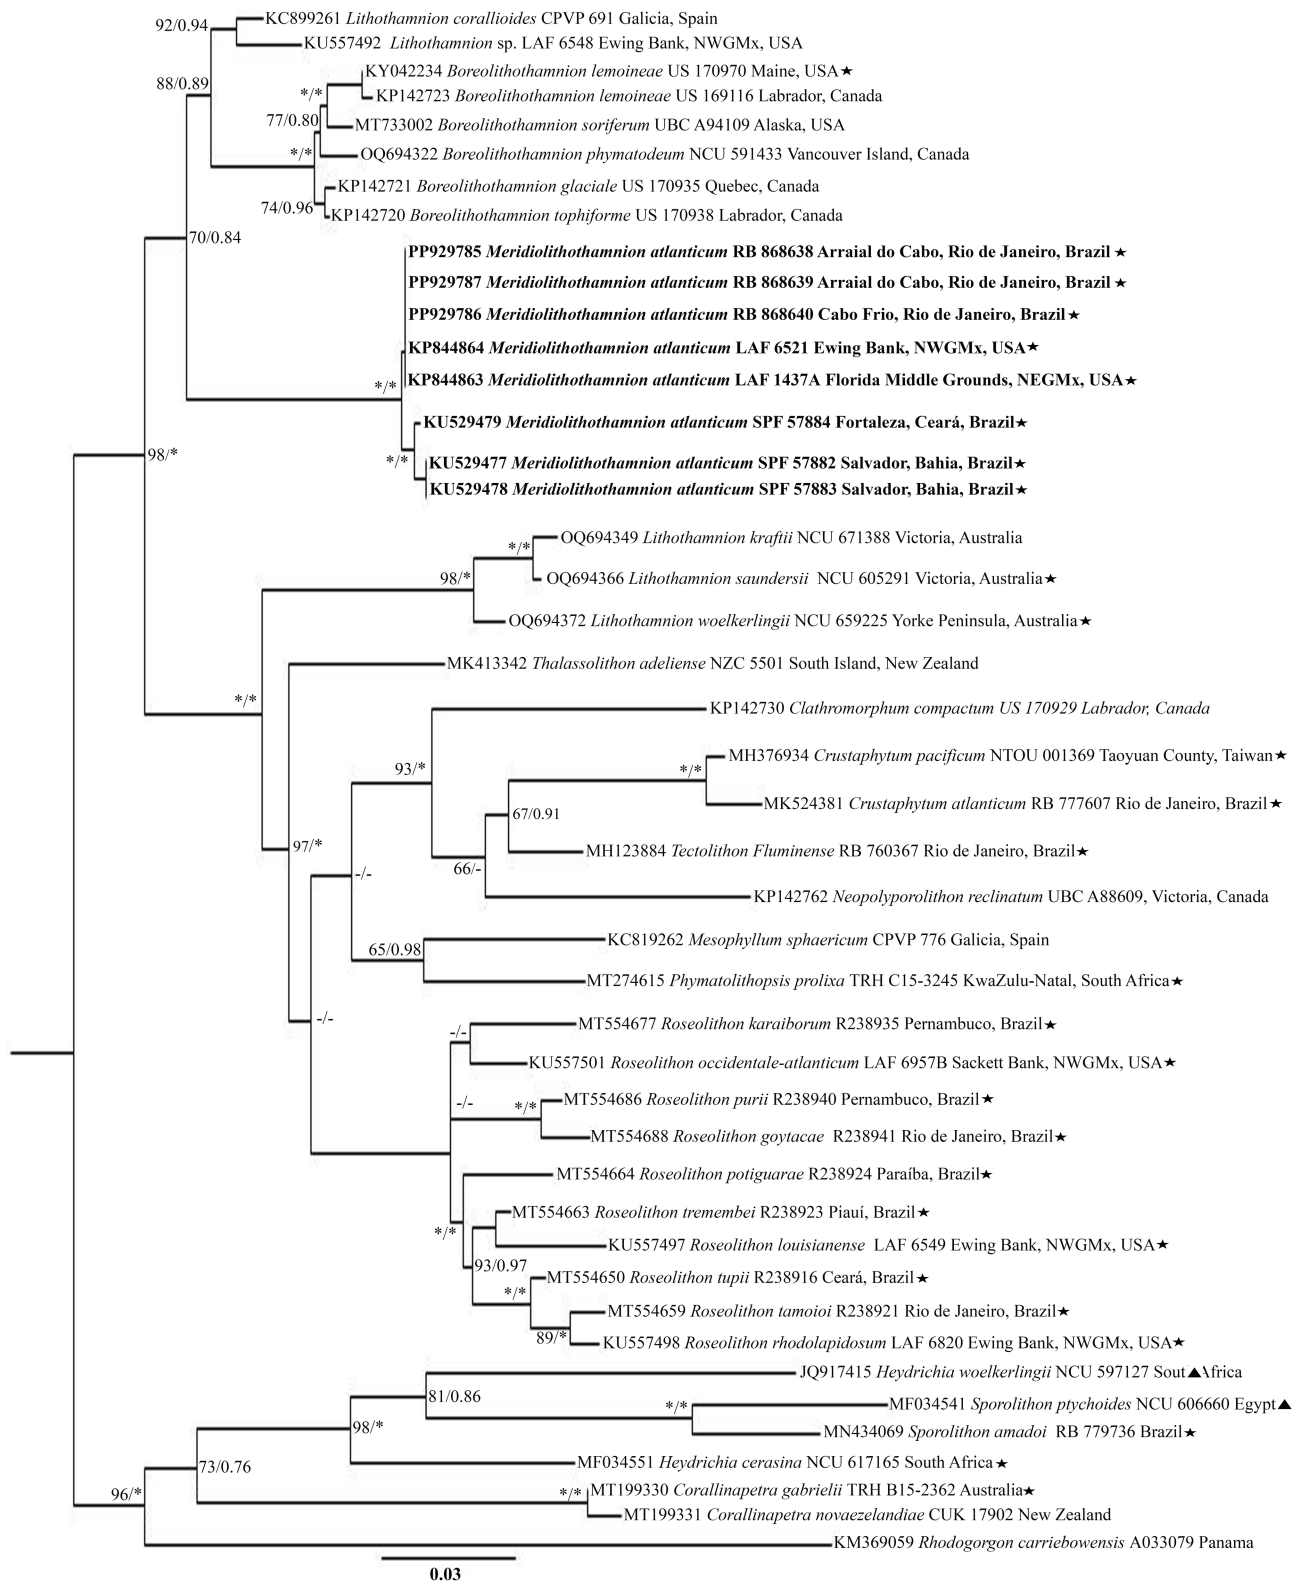 92/0.94
KC899261 Lithothamnion corallioides CPVP 691 Galicia, Spain
KU557492 Lithothamnion sp. LAF 6548 Ewing Bank, NWGMx, USA
88/0.89
KY042234 Boreolithothamnion lemoineae US 170970 Maine, USA★
*/*
KP142723 Boreolithothamnion lemoineae US 169116 Labrador, Canada
77/0.80
MT733002 Boreolithothamnion soriferum UBC A94109 Alaska, USA
*/*
OQ694322 Boreolithothamnion phymatodeum NCU 591433 Vancouver Island, Canada
KP142721 Boreolithothamnion glaciale US 170935 Quebec, Canada
74/0.96
KP142720 Boreolithothamnion tophiforme US 170938 Labrador, Canada
70/0.84
PP929785 Meridiolithothamnion atlanticum RB 868638 Arraial do Cabo, Rio de Janeiro, Brazil ★
PP929787 Meridiolithothamnion atlanticum RB 868639 Arraial do Cabo, Rio de Janeiro, Brazil ★
PP929786 Meridiolithothamnion atlanticum RB 868640 Cabo Frio, Rio de Janeiro, Brazil★
KP844864 Meridiolithothamnion atlanticum LAF 6521 Ewing Bank, NWGMx, USA★
*/*
KP844863 Meridiolithothamnion atlanticum LAF 1437A Florida Middle Grounds, NEGMx, USA★
KU529479 Meridiolithothamnion atlanticum SPF 57884 Fortaleza, Ceará, Brazil★
98/*
*/*
KU529477 Meridiolithothamnion atlanticum SPF 57882 Salvador, Bahia, Brazil★
KU529478 Meridiolithothamnion atlanticum SPF 57883 Salvador, Bahia, Brazil★
OQ694349 Lithothamnion kraftii NCU 671388 Victoria, Australia
*/*
98/*
OQ694366 Lithothamnion saundersii NCU 605291 Victoria, Australia★
OQ694372 Lithothamnion woelkerlingii NCU 659225 Yorke Peninsula, Australia★
MK413342 Thalassolithon adeliense NZC 5501 South Island, New Zealand
*/*
KP142730 Clathromorphum compactum US 170929 Labrador, Canada
MH376934 Crustaphytum pacificum NTOU 001369 Taoyuan County, Taiwan★
93/*
*/*
MK524381 Crustaphytum atlanticum RB 777607 Rio de Janeiro, Brazil★
67/0.91
97/*
MH123884 Tectolithon Fluminense RB 760367 Rio de Janeiro, Brazil★
-/-
66/-
KP142762 Neopolyporolithon reclinatum UBC A88609, Victoria, Canada
KC819262 Mesophyllum sphaericum CPVP 776 Galicia, Spain
65/0.98
MT274615 Phymatolithopsis prolixa TRH C15-3245 KwaZulu-Natal, South Africa★
-/-
MT554677 Roseolithon karaiborum R238935 Pernambuco, Brazil★
-/-
KU557501 Roseolithon occidentale-atlanticum LAF 6957B Sackett Bank, NWGMx, USA★
-/-
*/*
MT554686 Roseolithon purii R238940 Pernambuco, Brazil★
MT554688 Roseolithon goytacae R238941 Rio de Janeiro, Brazil★
MT554664 Roseolithon potiguarae R238924 Paraíba, Brazil★
MT554663 Roseolithon tremembei R238923 Piauí, Brazil★
*/*
KU557497 Roseolithon louisianense LAF 6549 Ewing Bank, NWGMx, USA★
93/0.97
MT554650 Roseolithon tupii R238916 Ceará, Brazil★
*/*
MT554659 Roseolithon tamoioi R238921 Rio de Janeiro, Brazil★
89/*
KU557498 Roseolithon rhodolapidosum LAF 6820 Ewing Bank, NWGMx, USA★
JQ917415 Heydrichia woelkerlingii NCU 597127 Sout▲frica
81/0.86
*/*
MF034541 Sporolithon ptychoides NCU 606660 Egypt▲
98/*
MN434069 Sporolithon amadoi RB 779736 Brazil★
MF034551 Heydrichia cerasina NCU 617165 South Africa★
73/0.76
*/*
MT199330 Corallinapetra gabrielii TRH B15-2362 Australia★
96/*
MT199331 Corallinapetra novaezelandiae CUK 17902 New Zealand
KM369059 Rhodogorgon carriebowensis A033079 Panama
0.03